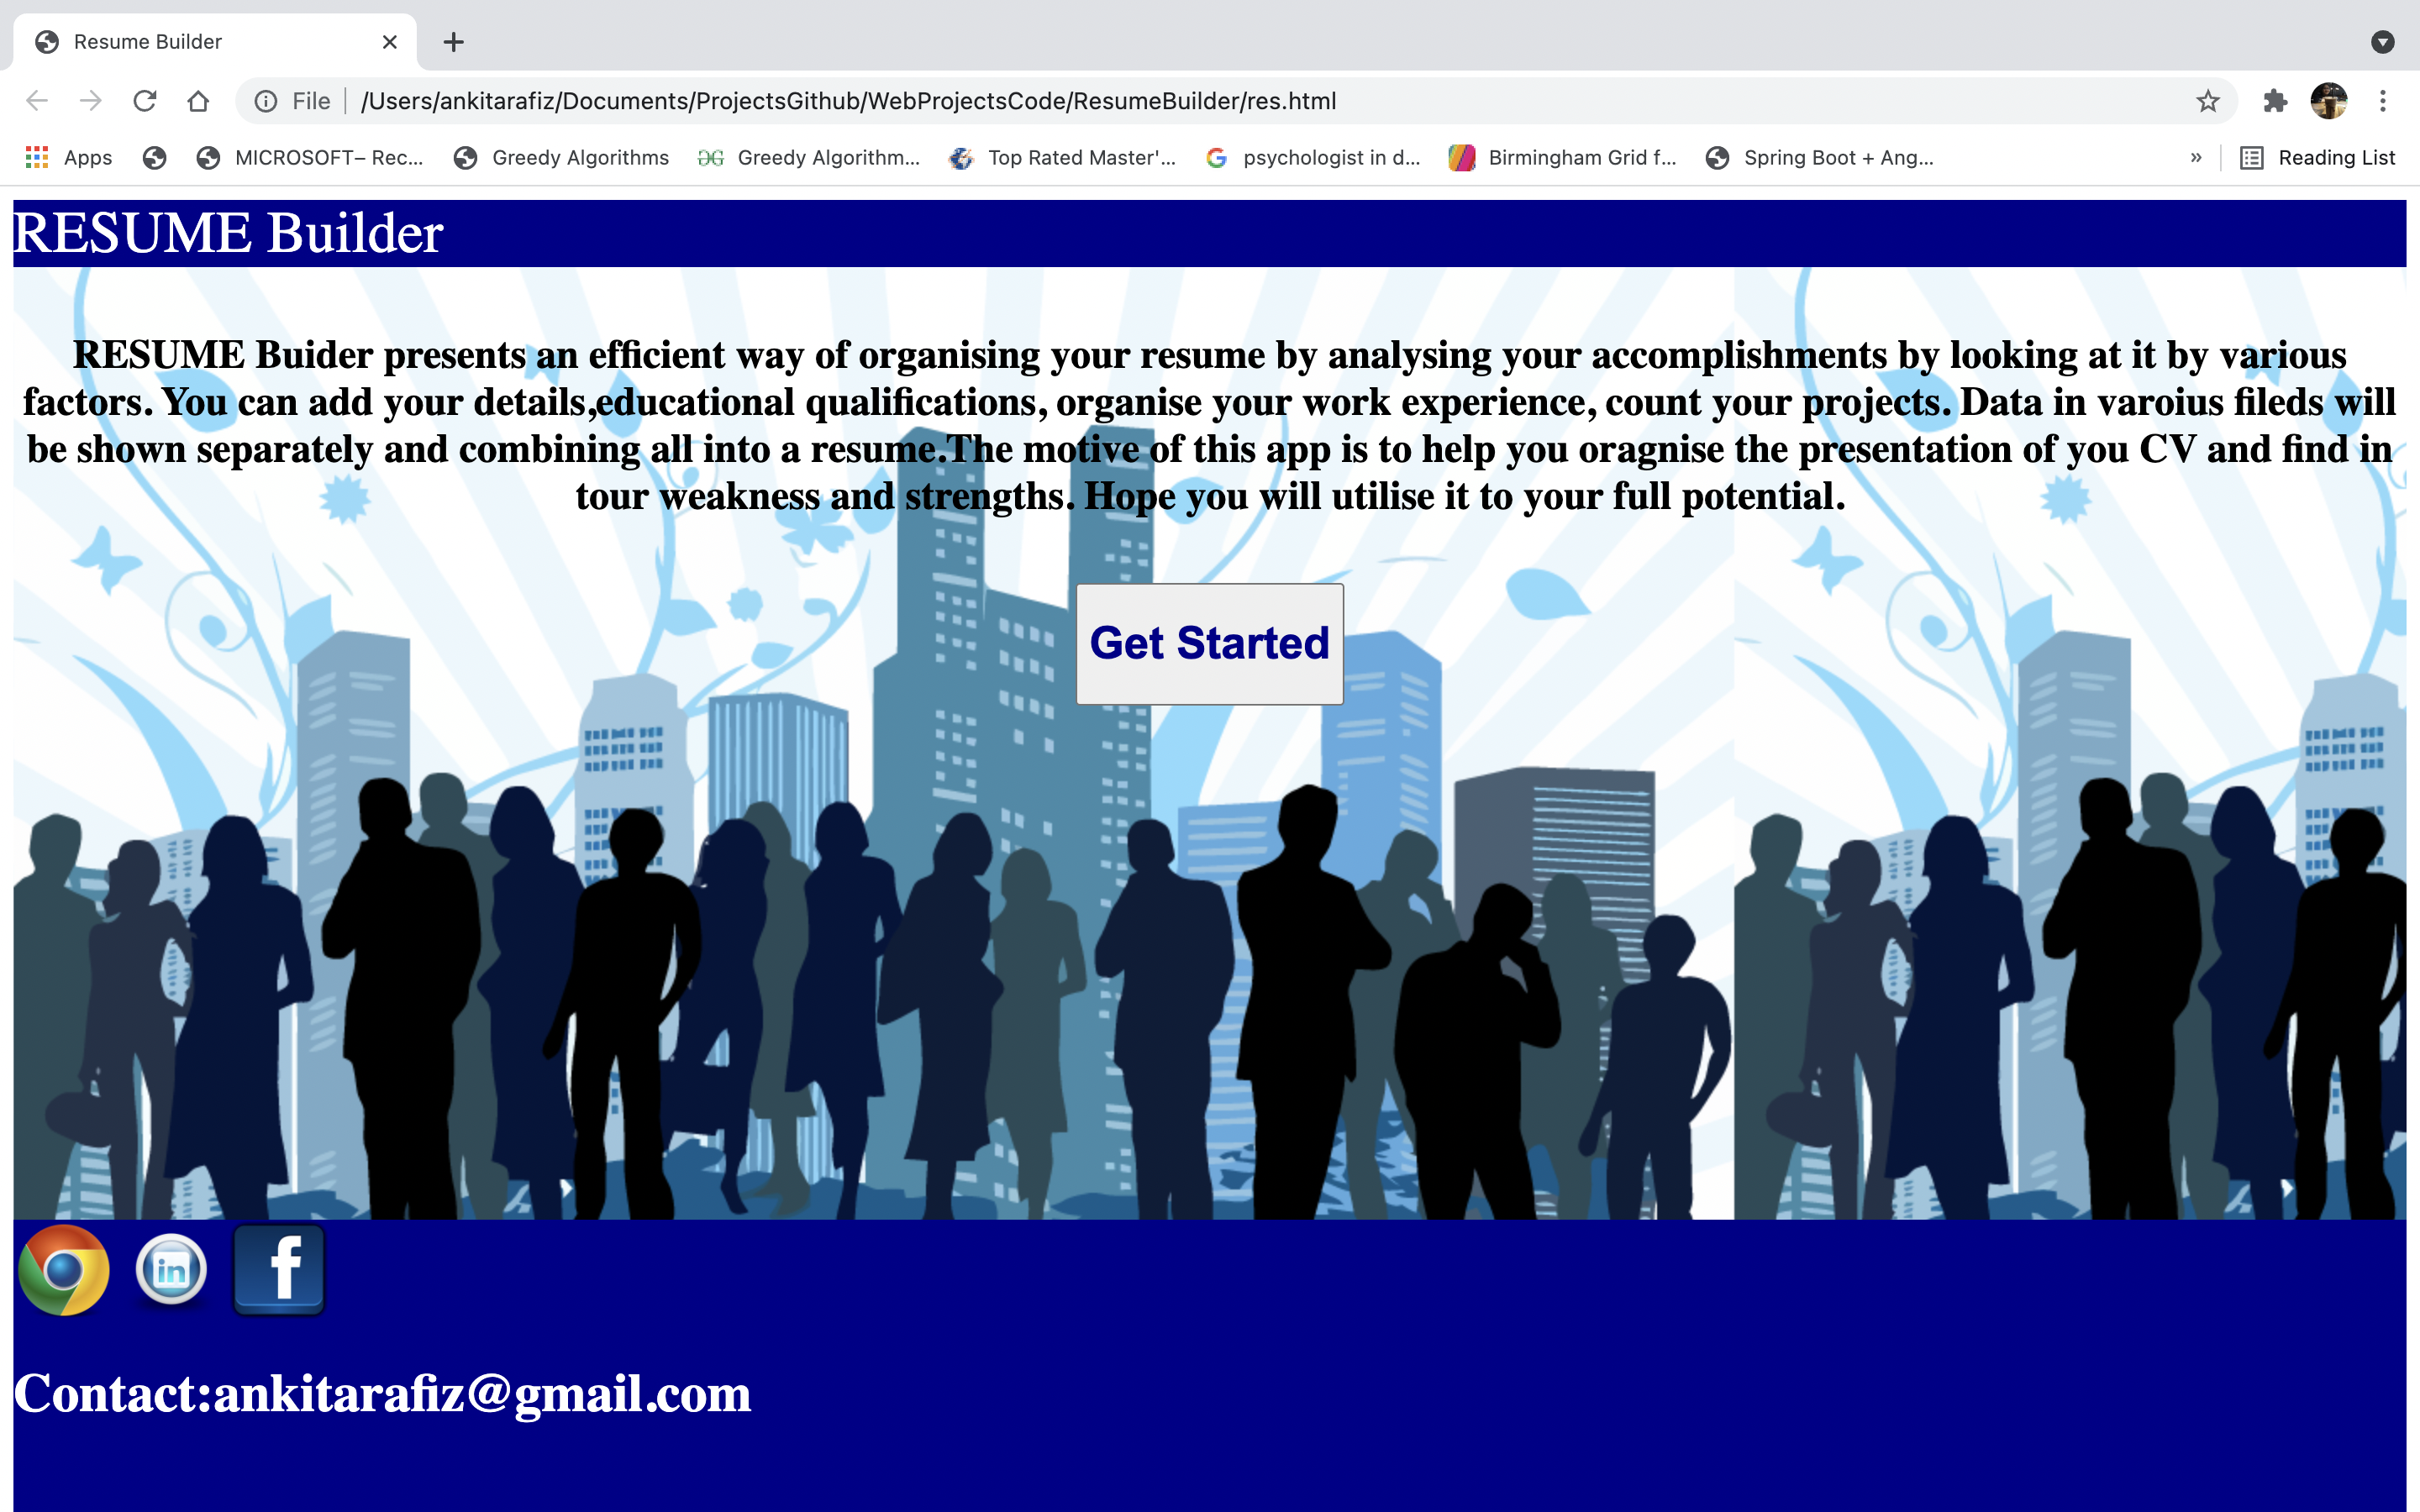 Resume Builder
File /Users/ankitarafiz/Documents/ProjectsGithub/WebProjectsCode/ResumeBuilder/res.html
Apps MICROSOFT– Rec... Greedy Algorithms Greedy Algorithm... Top Rated Master'... psychologist in d... Birmingham Grid f... Spring Boot + Ang... » Reading List
RESUME Builder
RESUME Buider presents an efficient way of organising your resume by analysing your accomplishments by looking at it by various
factors. You can add your details,educational qualifications, organise your work experience, count your projects. Data in varoius fileds will
be shown separately and combining all into a resume.The motive of this app is to help you oragnise the presentation of you CV and find in
tour weakness and strengths. Hope you will utilise it to your full potential.
Get Started
in f
Contact:ankitarafiz@gmail.com